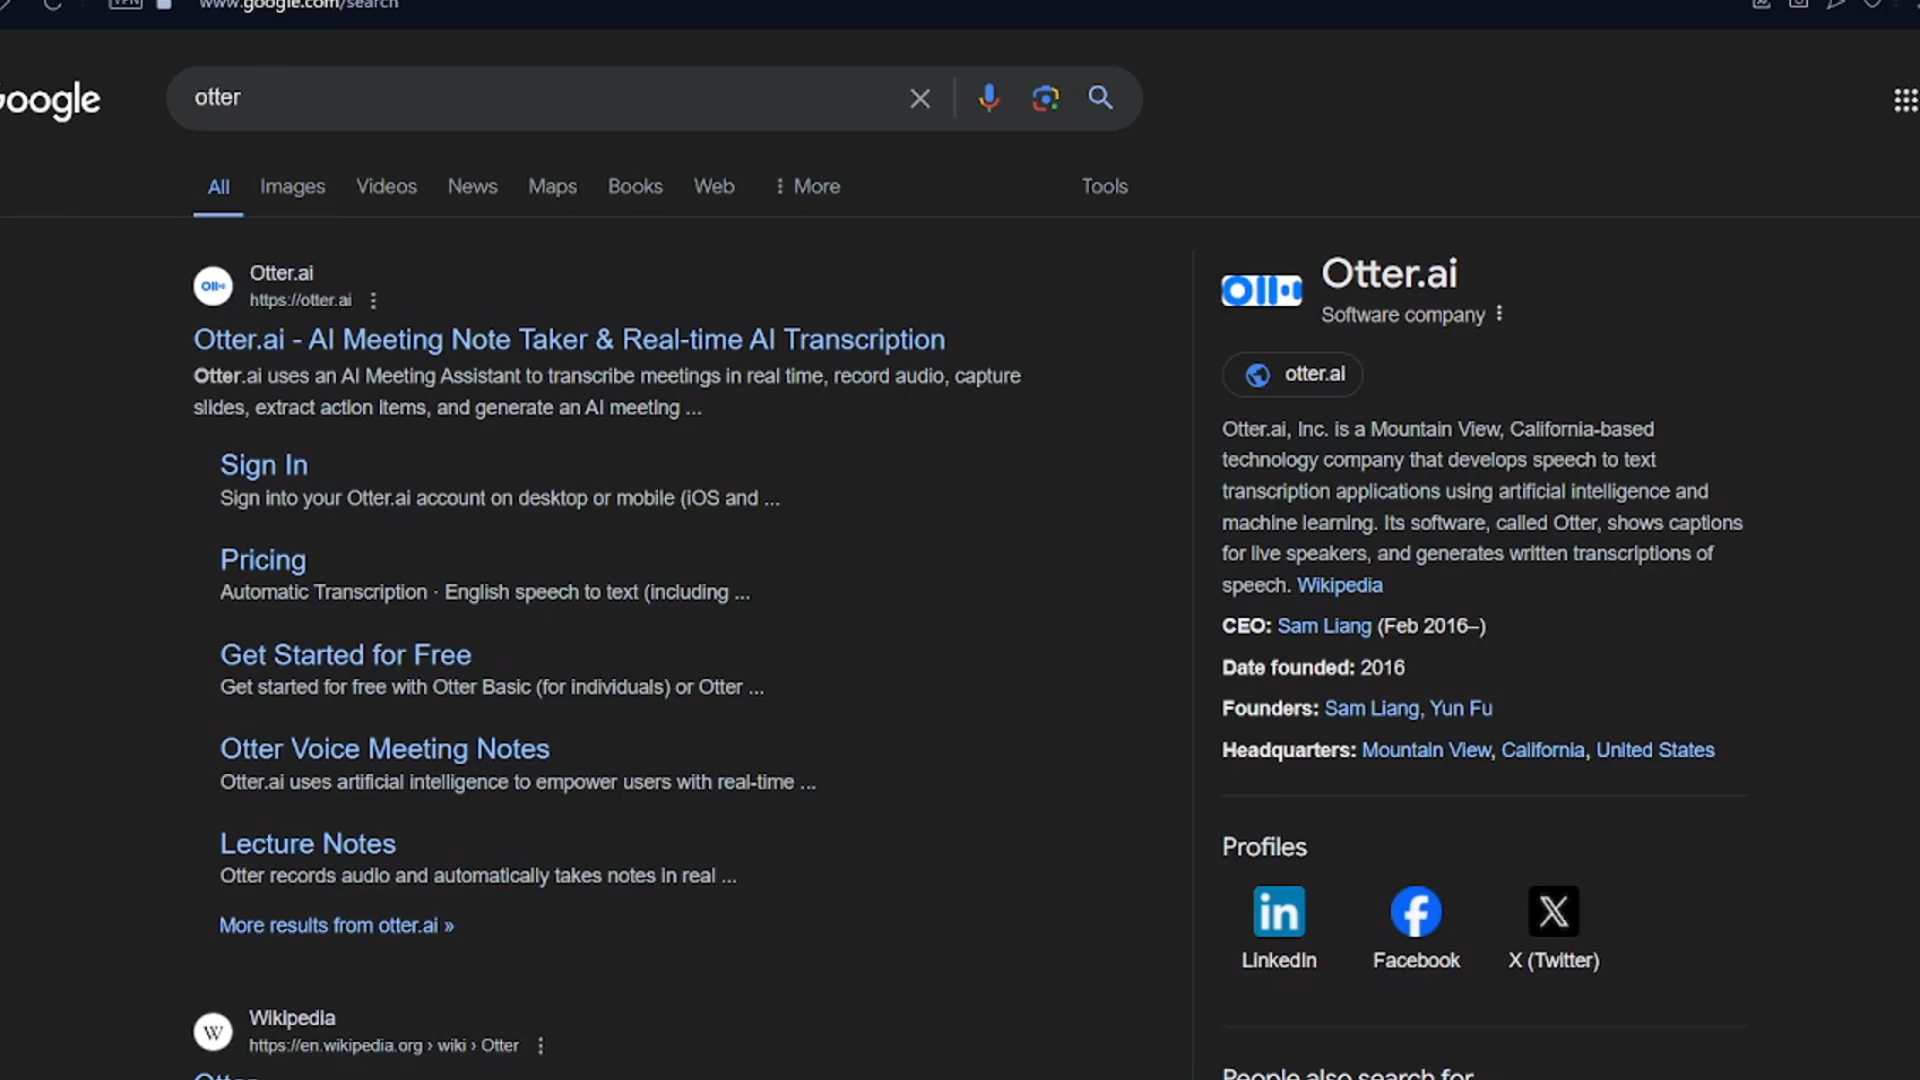 VPN
www.google.com/search
Google
otter
All
Images
Videos
News
Maps
Books
Web
More
Tools
Otter.ai
https://otter.ai
Otter.ai - AI Meeting Note Taker & Real-time AI Transcription
Otter.ai uses an AI Meeting Assistant to transcribe meetings in real time, record audio, capture
slides, extract action items, and generate an AI meeting ...
Sign In
Sign into your Otter.ai account on desktop or mobile (iOS and ...
Pricing
Automatic Transcription · English speech to text (including ...
Get Started for Free
Get started for free with Otter Basic (for individuals) or Otter ...
Otter Voice Meeting Notes
Otter.ai uses artificial intelligence to empower users with real-time ...
Lecture Notes
Otter records audio and automatically takes notes in real ...
More results from otter.ai »
W
Wikipedia
https://en.wikipedia.org › wiki › Otter
Otter
Otter.ai
Software company
otter.ai
Otter.ai, Inc. is a Mountain View, California-based
technology company that develops speech to text
transcription applications using artificial intelligence and
machine learning. Its software, called Otter, shows captions
for live speakers, and generates written transcriptions of
speech. Wikipedia
CEO: Sam Liang (Feb 2016–)
Date founded: 2016
Founders: Sam Liang, Yun Fu
Headquarters: Mountain View, California, United States
Profiles
in
LinkedIn
Facebook
X (Twitter)
People also search for